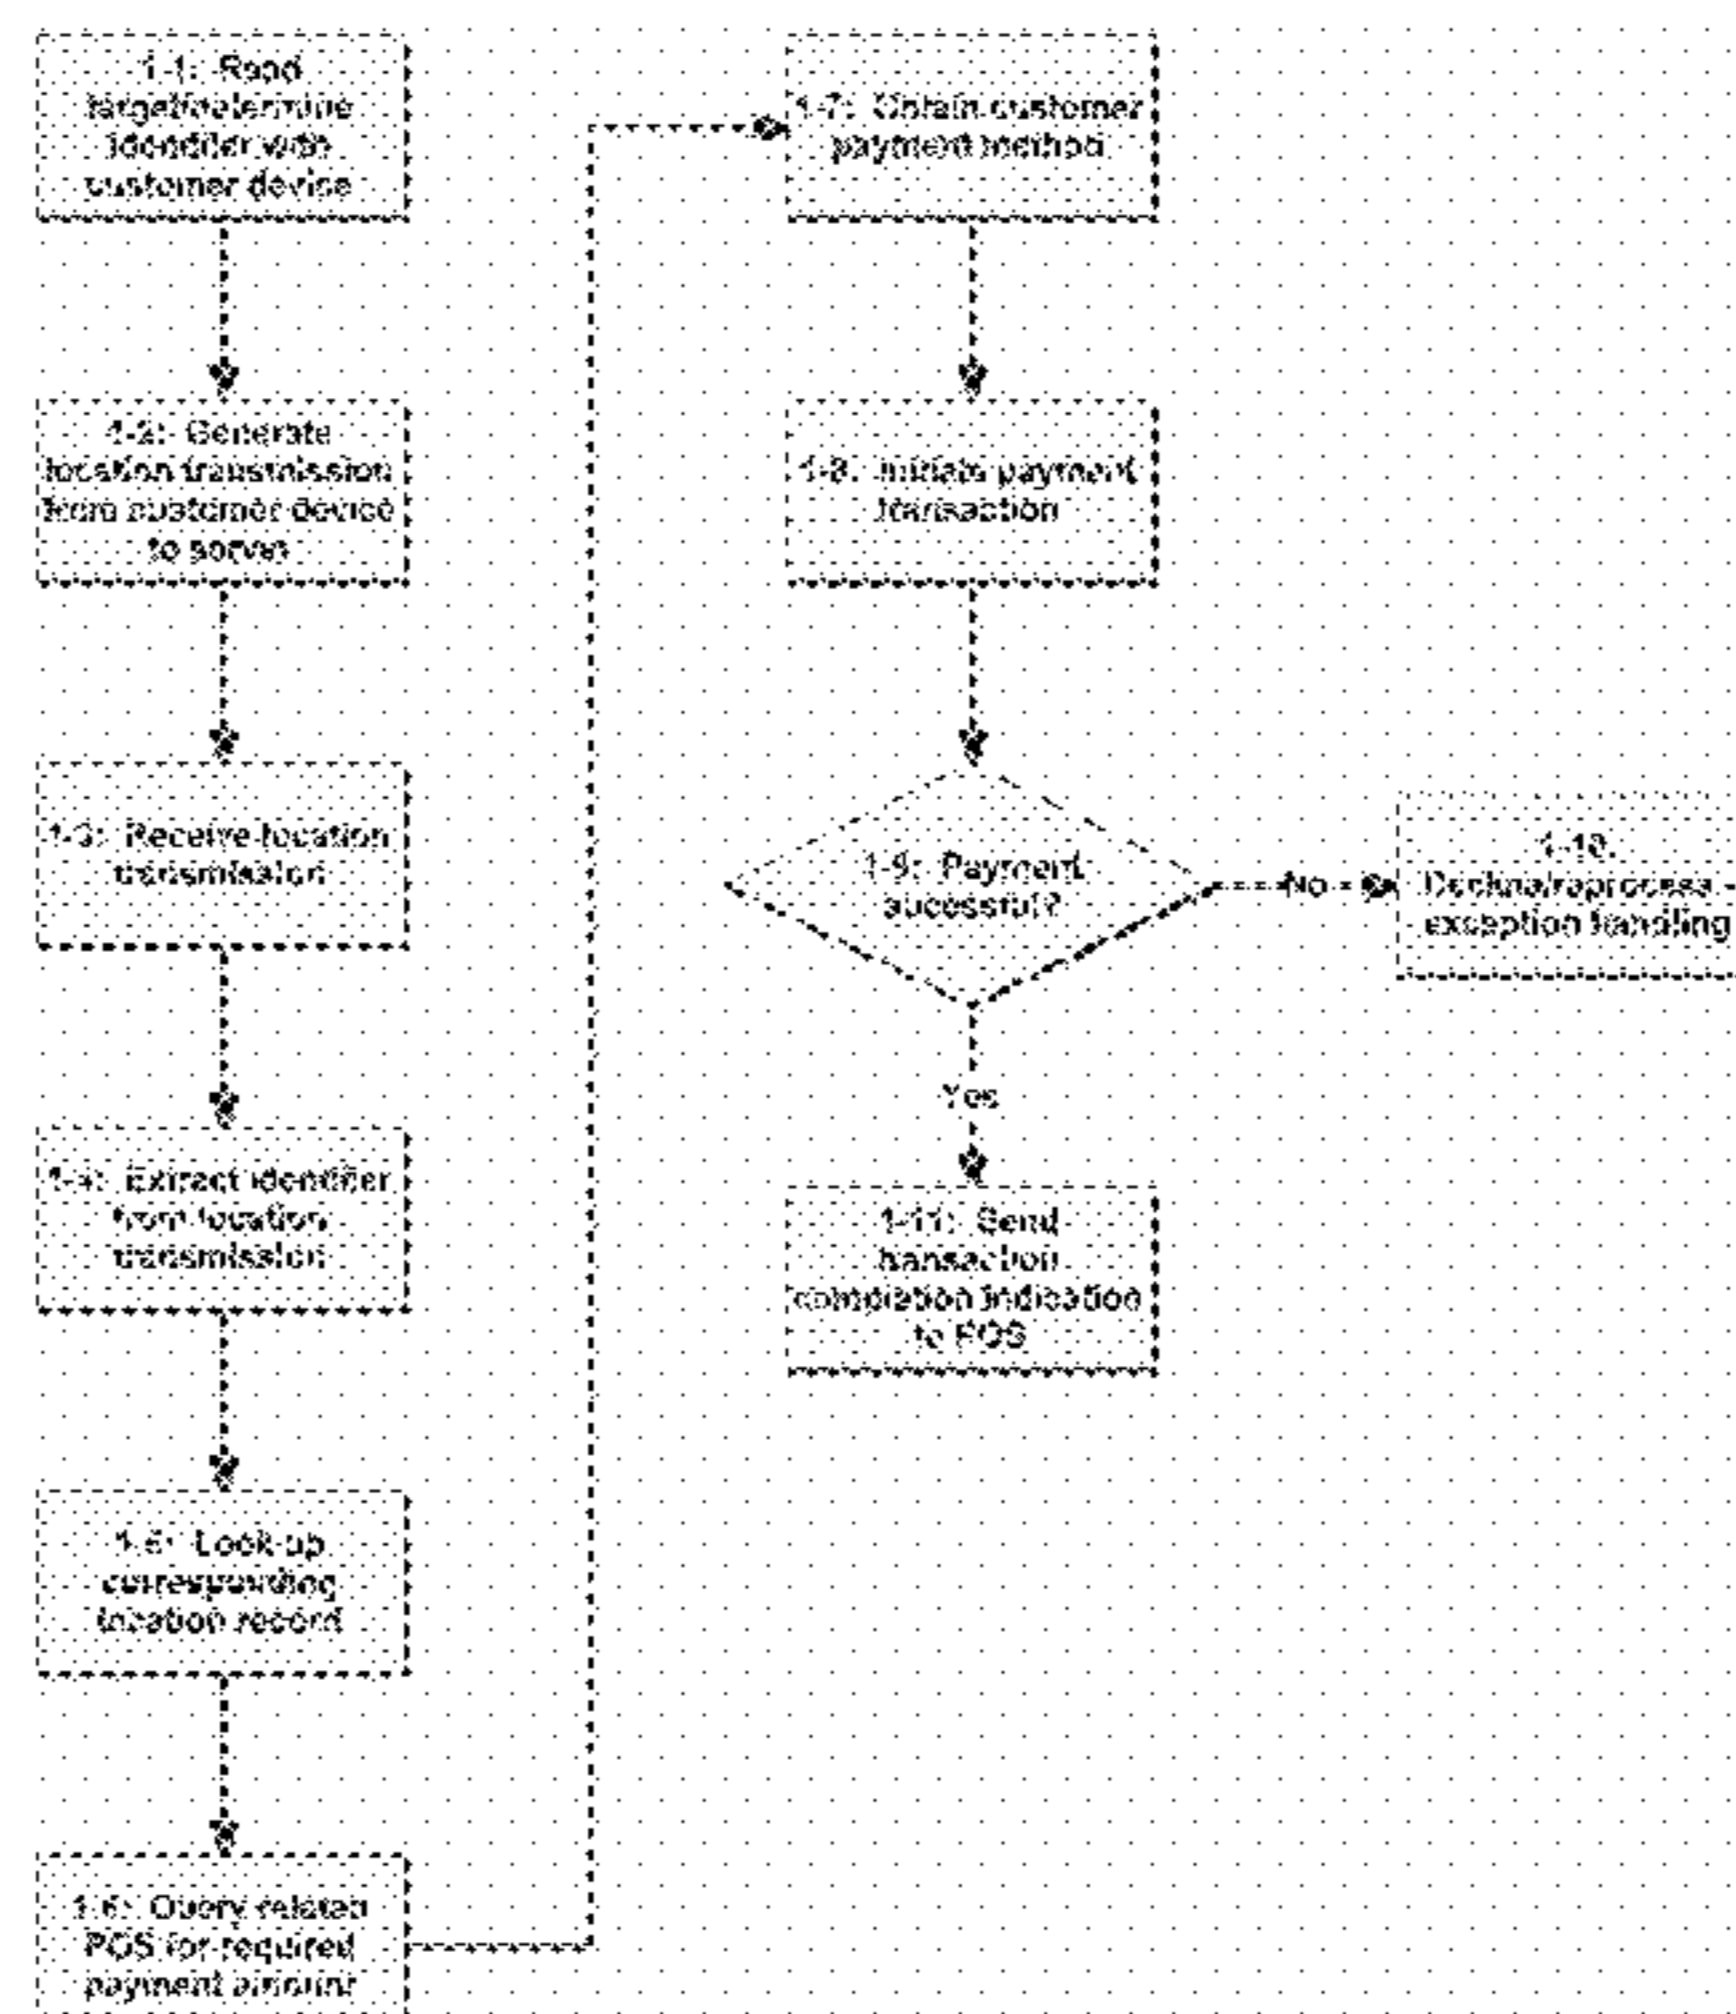 1-1: Read
target/determine
identifier with
customer device
1-2: Generate
location transmission
from customer device
to server
1-3: Receive location
transmission
1-4: Extract identifier
from location
transmission
1-5: Look up
corresponding
location record
1-6: Query related
POS for required
payment amount
1-7: Obtain customer
payment method
1-8: Initiate payment
transaction
1-9: Payment
successful?
No
1-10:
Decline/reprocess -
exception handling
Yes
1-11: Send
transaction
completion indication
to POS